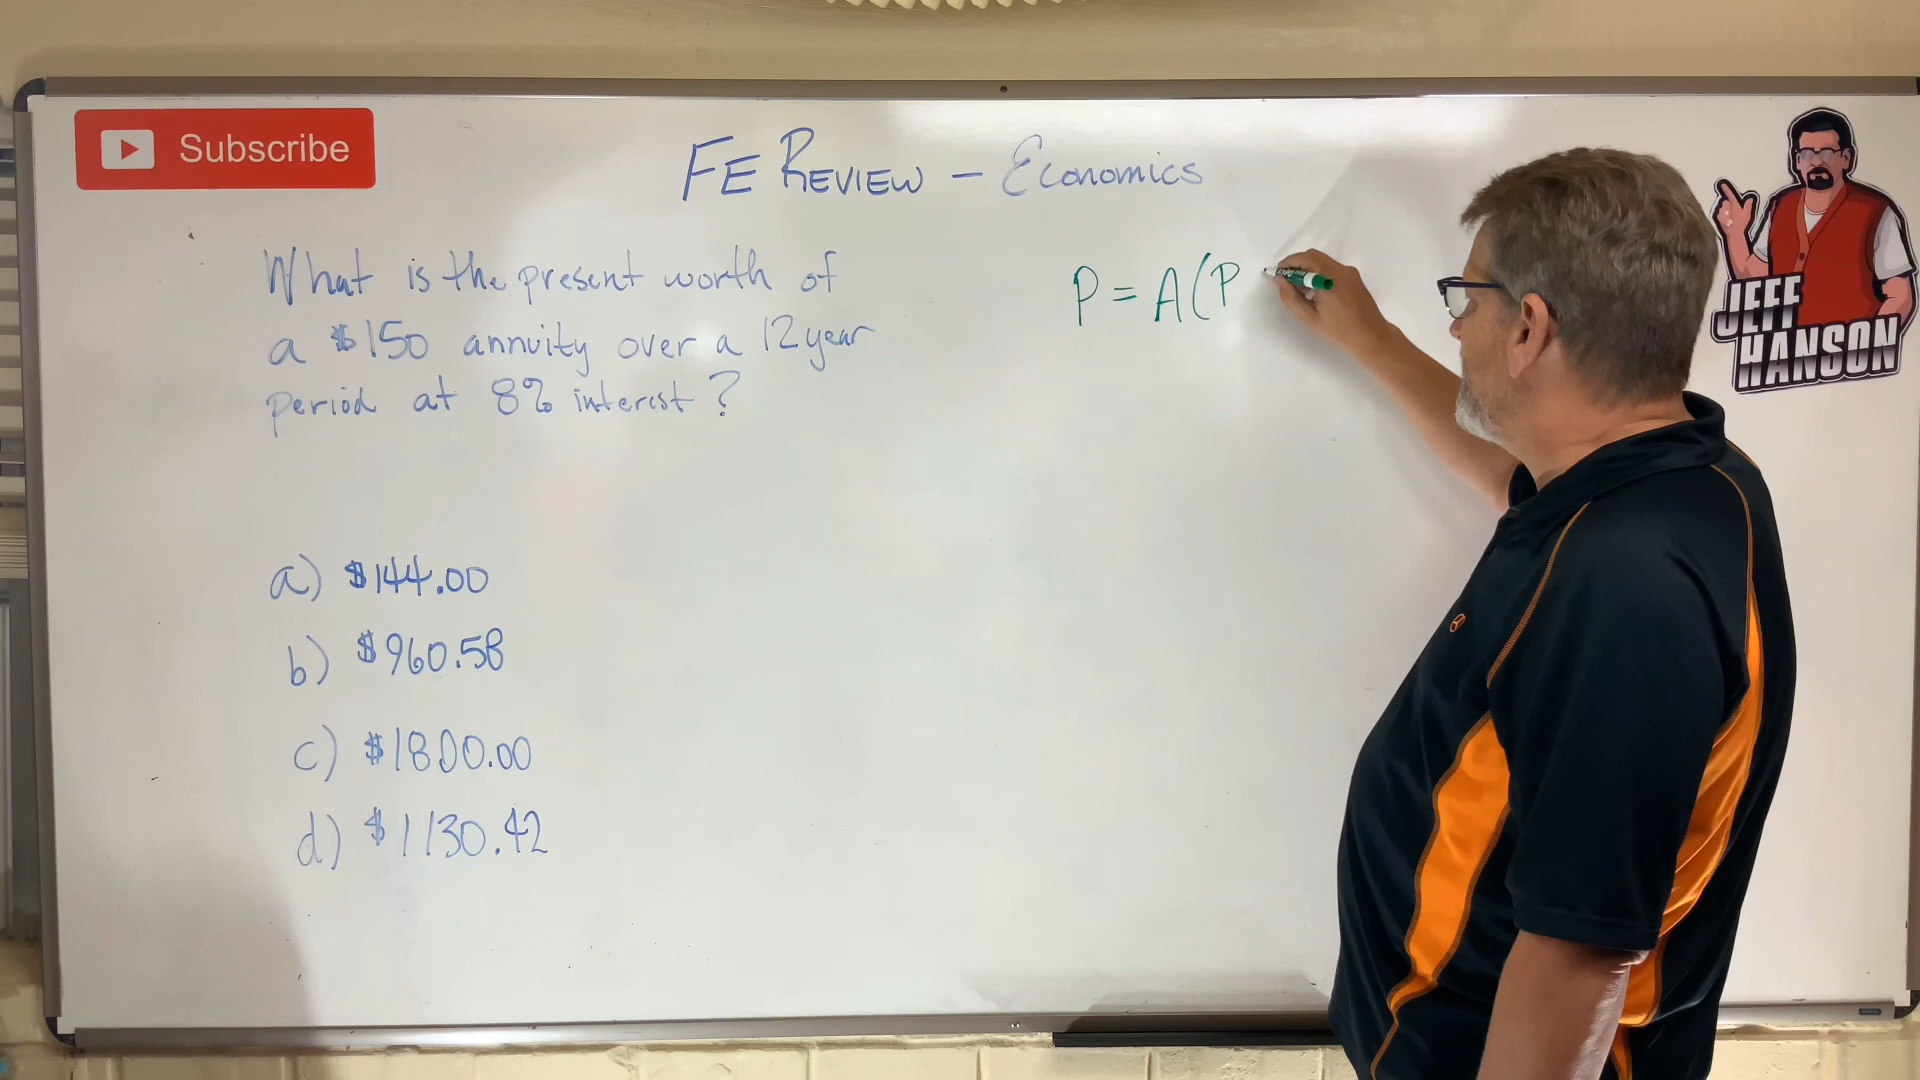 Subscribe
FE REVIEW - Economics
What is the present worth of
a $150 annuity over a 12 year
period at 8% interest?
P = A(P
a) $144.00
b) $960.58
c) $1800.00
d) $1130.42
JEFF
HANSON